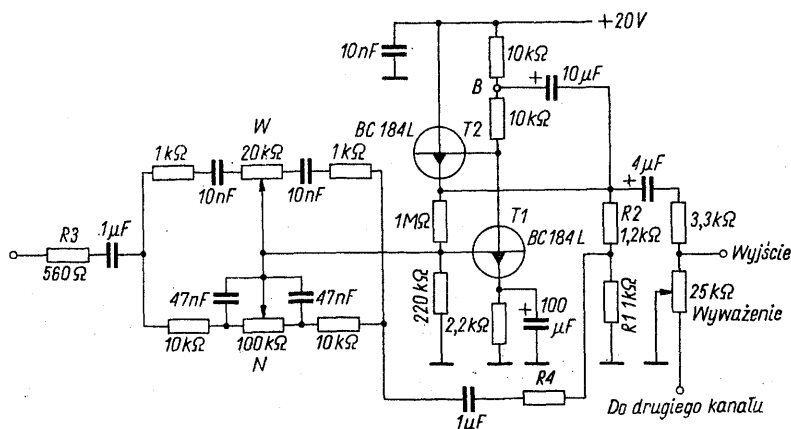 +20V
10nF
10kΩ
B
10μF
10kΩ
BC 184L
T2
W
1kΩ
20kΩ
1kΩ
10nF
10nF
4μF
R3
560Ω
.1μF
1MΩ
T1
BC 184L
R2
1,2kΩ
3,3kΩ
Wyjście
47nF
47nF
220kΩ
2,2kΩ
100
μF
R1 1kΩ
25kΩ
Wyważenie
10kΩ
100kΩ
10kΩ
N
R4
1μF
Do drugiego kanału